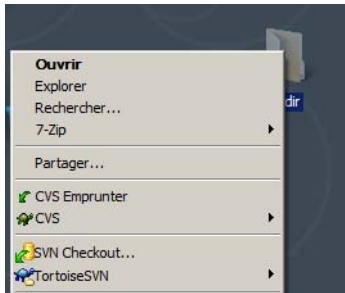 Ouvrir
Explorer
Rechercher...
7-Zip
dir
Partager...
CVS Emprunter
CVS
SVN Checkout...
TortoiseSVN